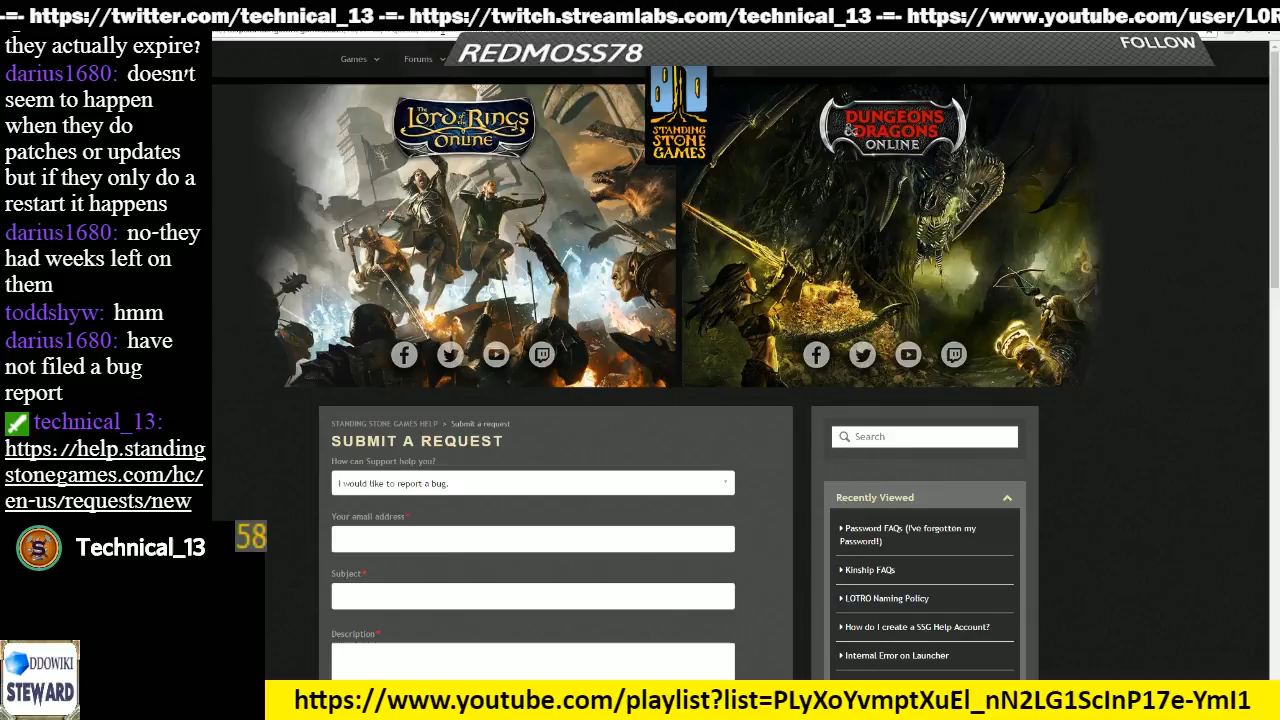 -=- https://twitter.com/technical_13 -=- https://twitch.streamlabs.com/technical_13 -=- https://www.youtube.com/user/L0R
they actually expire?
darius1680: doesn't
seem to happen
when they do
patches or updates
but if they only do a
restart it happens
darius1680: no-they
had weeks left on
them
toddshyw: hmm
darius1680: have
not filed a bug
report
technical_13:
https://help.standing
stonegames.com/hc/
en-us/requests/new
Technical_13
58
DDOWIKI
STEWARD
Games
Forums
REDMOSS78
FOLLOW
The
LORD of the RINGS
ONLINE
STANDING
STONE
GAMES
DUNGEONS
& DRAGONS
ONLINE
STANDING STONE GAMES HELP > Submit a request
SUBMIT A REQUEST
How can Support help you?
I would like to report a bug.
Your email address*
Subject*
Description*
Search
Recently Viewed
Password FAQs (I've forgotten my
Password!)
Kinship FAQs
LOTRO Naming Policy
How do I create a SSG Help Account?
Internal Error on Launcher
https://www.youtube.com/playlist?list=PLyXoYvmptXuEl_nN2LG1ScInP17e-YmI1